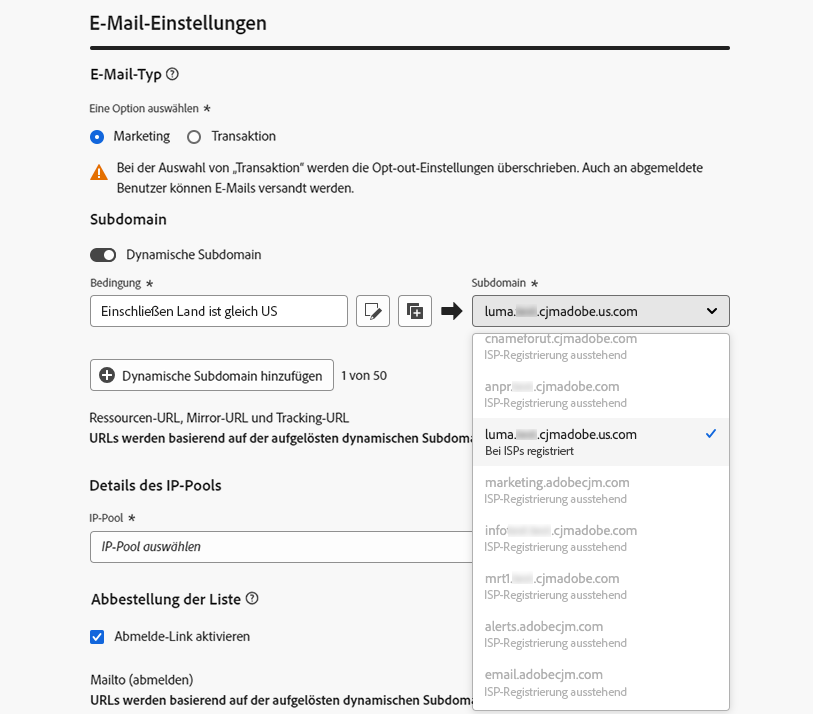 E-Mail-Einstellungen
E-Mail-Typ
Eine Option auswählen *
Marketing Transaktion
Bei der Auswahl von „Transaktion“ werden die Opt-out-Einstellungen überschrieben. Auch an abgemeldete
Benutzer können E-Mails versandt werden.
Subdomain
Dynamische Subdomain
Bedingung *
Einschließen Land ist gleich US
Subdomain *
luma. .cjmadobe.us.com
cnameforut.cjmadobe.com
ISP-Registrierung ausstehend
anpr. .cjmadobe.com
ISP-Registrierung ausstehend
luma. .cjmadobe.us.com
Bei ISPs registriert
marketing.adobecjm.com
ISP-Registrierung ausstehend
info .cjmadobe.com
ISP-Registrierung ausstehend
mrt1. .cjmadobe.com
ISP-Registrierung ausstehend
alerts.adobecjm.com
ISP-Registrierung ausstehend
email.adobecjm.com
ISP-Registrierung ausstehend
Dynamische Subdomain hinzufügen 1 von 50
Ressourcen-URL, Mirror-URL und Tracking-URL
URLs werden basierend auf der aufgelösten dynamischen Subdoma
Details des IP-Pools
IP-Pool *
IP-Pool auswählen
Abbestellung der Liste
Abmelde-Link aktivieren
Mailto (abmelden)
URLs werden basierend auf der aufgelösten dynamischen Subdoma